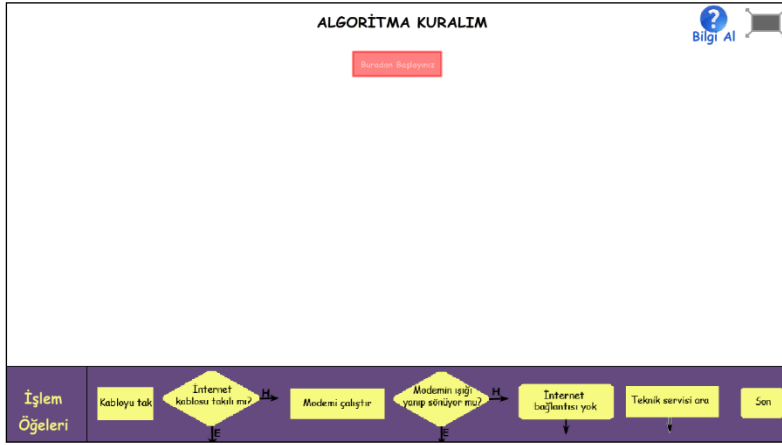 ALGORİTMA KURALIM
?
Bilgi Al
Buradan Başlayınız
İşlem
Öğeleri
Kabloyu tak
İnternet
kablosu takılı mı?
H
E
Modemi çalıştır
Modemin ışığı
yanıp sönüyor mu?
H
E
İnternet
bağlantısı yok
Teknik servisi ara
Son